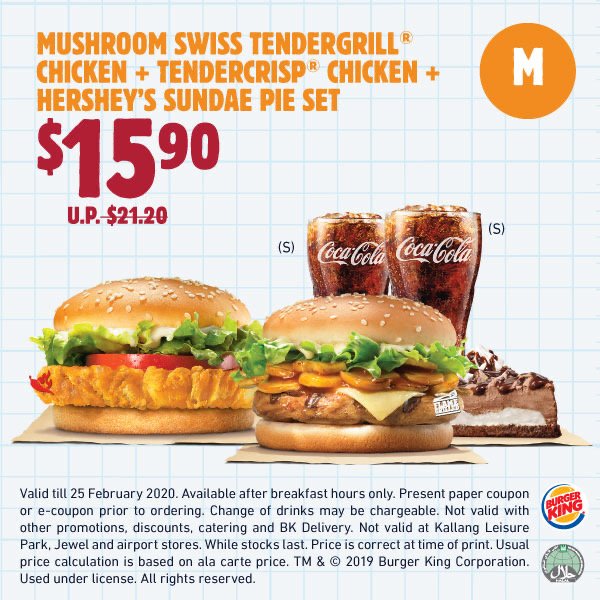 MUSHROOM SWISS TENDERGRILL®
CHICKEN + TENDERCRISP® CHICKEN +
HERSHEY'S SUNDAE PIE SET
M
$1590
U.P. $21.20
(S)
(S)
Coca-Cola
Coca-Cola
FLAME
Valid till 25 February 2020. Available after breakfast hours only. Present paper coupon
or e-coupon prior to ordering. Change of drinks may be chargeable. Not valid with
other promotions, discounts, catering and BK Delivery. Not valid at Kallang Leisure
Park, Jewel and airport stores. While stocks last. Price is correct at time of print. Usual
price calculation is based on ala carte price. TM & © 2019 Burger King Corporation.
Used under license. All rights reserved.
BURGER
KING